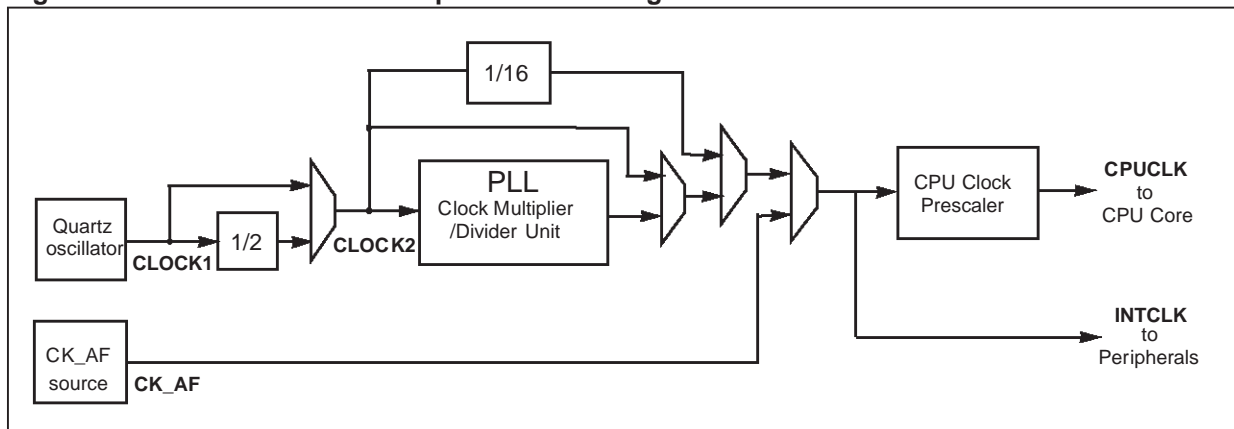 1/16
PLL
Clock Multiplier
/Divider Unit
CPU Clock
Prescaler
CPUCLK
to
CPU Core
Quartz
oscillator
CLOCK1
1/2
CLOCK2
INTCLK
to
Peripherals
CK_AF
source
CK_AF